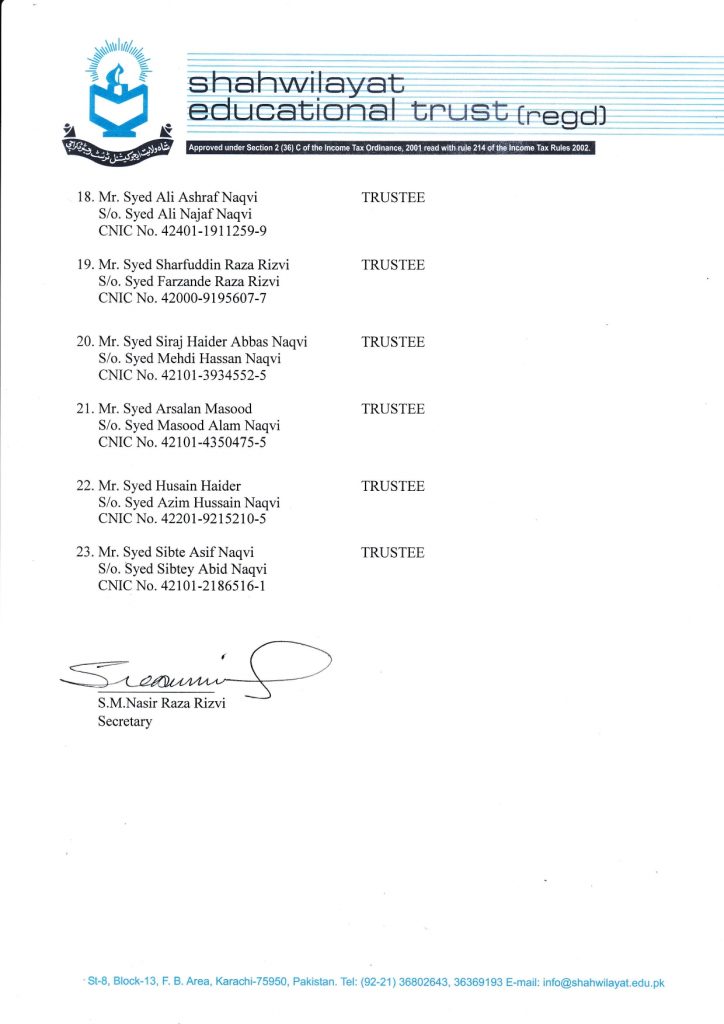 shahwilayat
educational trust (regd)
Approved under Section 2 (36) C of the Income Tax Ordinance, 2001 read with rule 214 of the Income Tax Rules 2002.
شاہ ولایت ایجوکیشنل ٹرسٹ رجسٹرڈ کراچی
18. Mr. Syed Ali Ashraf Naqvi TRUSTEE
S/o. Syed Ali Najaf Naqvi
CNIC No. 42401-1911259-9
19. Mr. Syed Sharfuddin Raza Rizvi TRUSTEE
S/o. Syed Farzande Raza Rizvi
CNIC No. 42000-9195607-7
20. Mr. Syed Siraj Haider Abbas Naqvi TRUSTEE
S/o. Syed Mehdi Hassan Naqvi
CNIC No. 42101-3934552-5
21. Mr. Syed Arsalan Masood TRUSTEE
S/o. Syed Masood Alam Naqvi
CNIC No. 42101-4350475-5
22. Mr. Syed Husain Haider TRUSTEE
S/o. Syed Azim Hussain Naqvi
CNIC No. 42201-9215210-5
23. Mr. Syed Sibte Asif Naqvi TRUSTEE
S/o. Syed Sibtey Abid Naqvi
CNIC No. 42101-2186516-1
S.M.Nasir Raza Rizvi
Secretary
St-8, Block-13, F. B. Area, Karachi-75950, Pakistan. Tel: (92-21) 36802643, 36369193 E-mail: info@shahwilayat.edu.pk